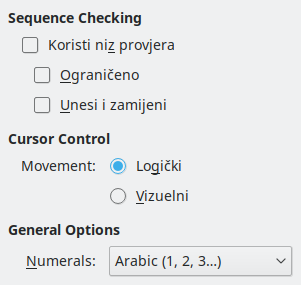 Sequence Checking
Koristi niz provjera
Ograničeno
Unesi i zamijeni
Cursor Control
Movement: Logički
Vizuelni
General Options
Numerals: Arabic (1, 2, 3...)